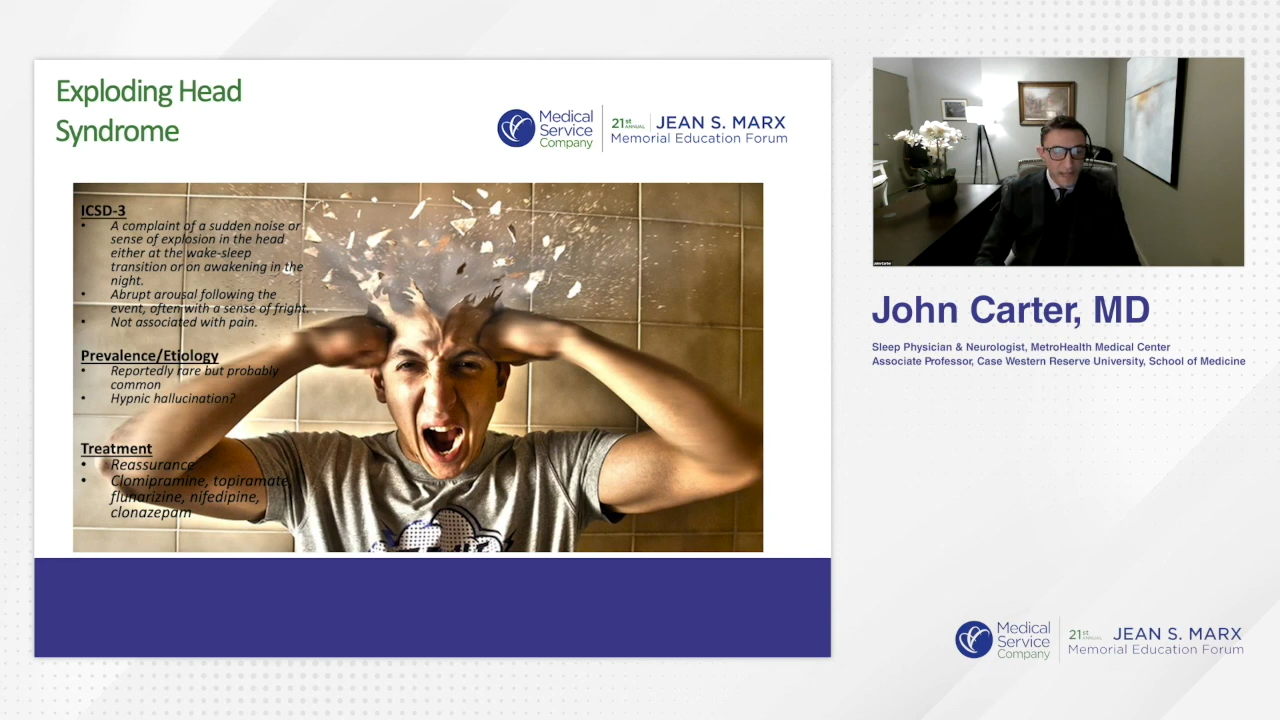 Exploding Head
Syndrome
Medical
Service
Company
21st
ANNUAL
JEAN S. MARX
Memorial Education Forum
ICSD-3
• A complaint of a sudden noise or
sense of explosion in the head
either at the wake-sleep
transition or on awakening in the
night.
• Abrupt arousal following the
event, often with a sense of fright.
• Not associated with pain.
Prevalence/Etiology
• Reportedly rare but probably
common
• Hypnic hallucination?
Treatment
• Reassurance
• Clomipramine, topiramate,
flunarizine, nifedipine,
clonazepam
John Carter
John Carter, MD
Sleep Physician & Neurologist, MetroHealth Medical Center
Associate Professor, Case Western Reserve University, School of Medicine
Medical
Service
Company
21st
ANNUAL
JEAN S. MARX
Memorial Education Forum